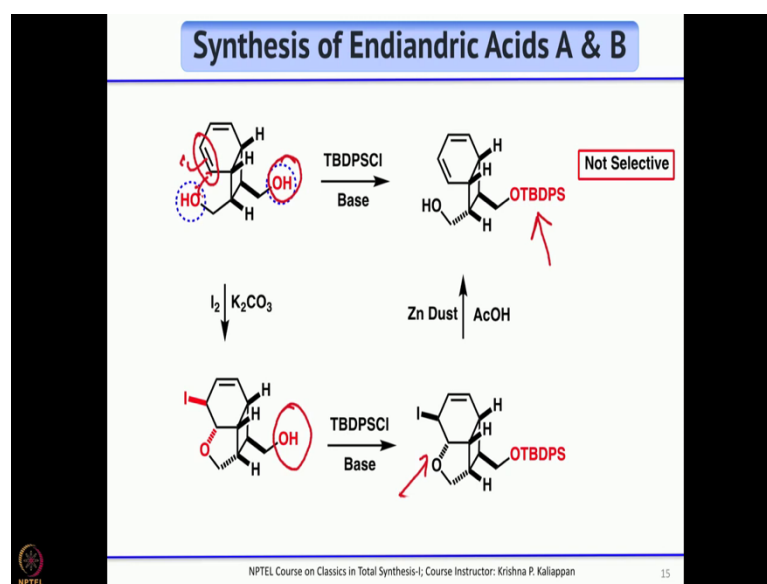 Synthesis of Endiandric Acids A & B
H
H
OH
HO
H
TBDPSCl
Base
H
H
OTBDPS
HO
H
Not Selective
I₂ K₂CO₃
Zn Dust AcOH
I
H
H
OH
O
H
TBDPSCl
Base
I
H
H
OTBDPS
O
H
NPTEL Course on Classics in Total Synthesis-I; Course Instructor: Krishna P. Kaliappan
15
NPTEL